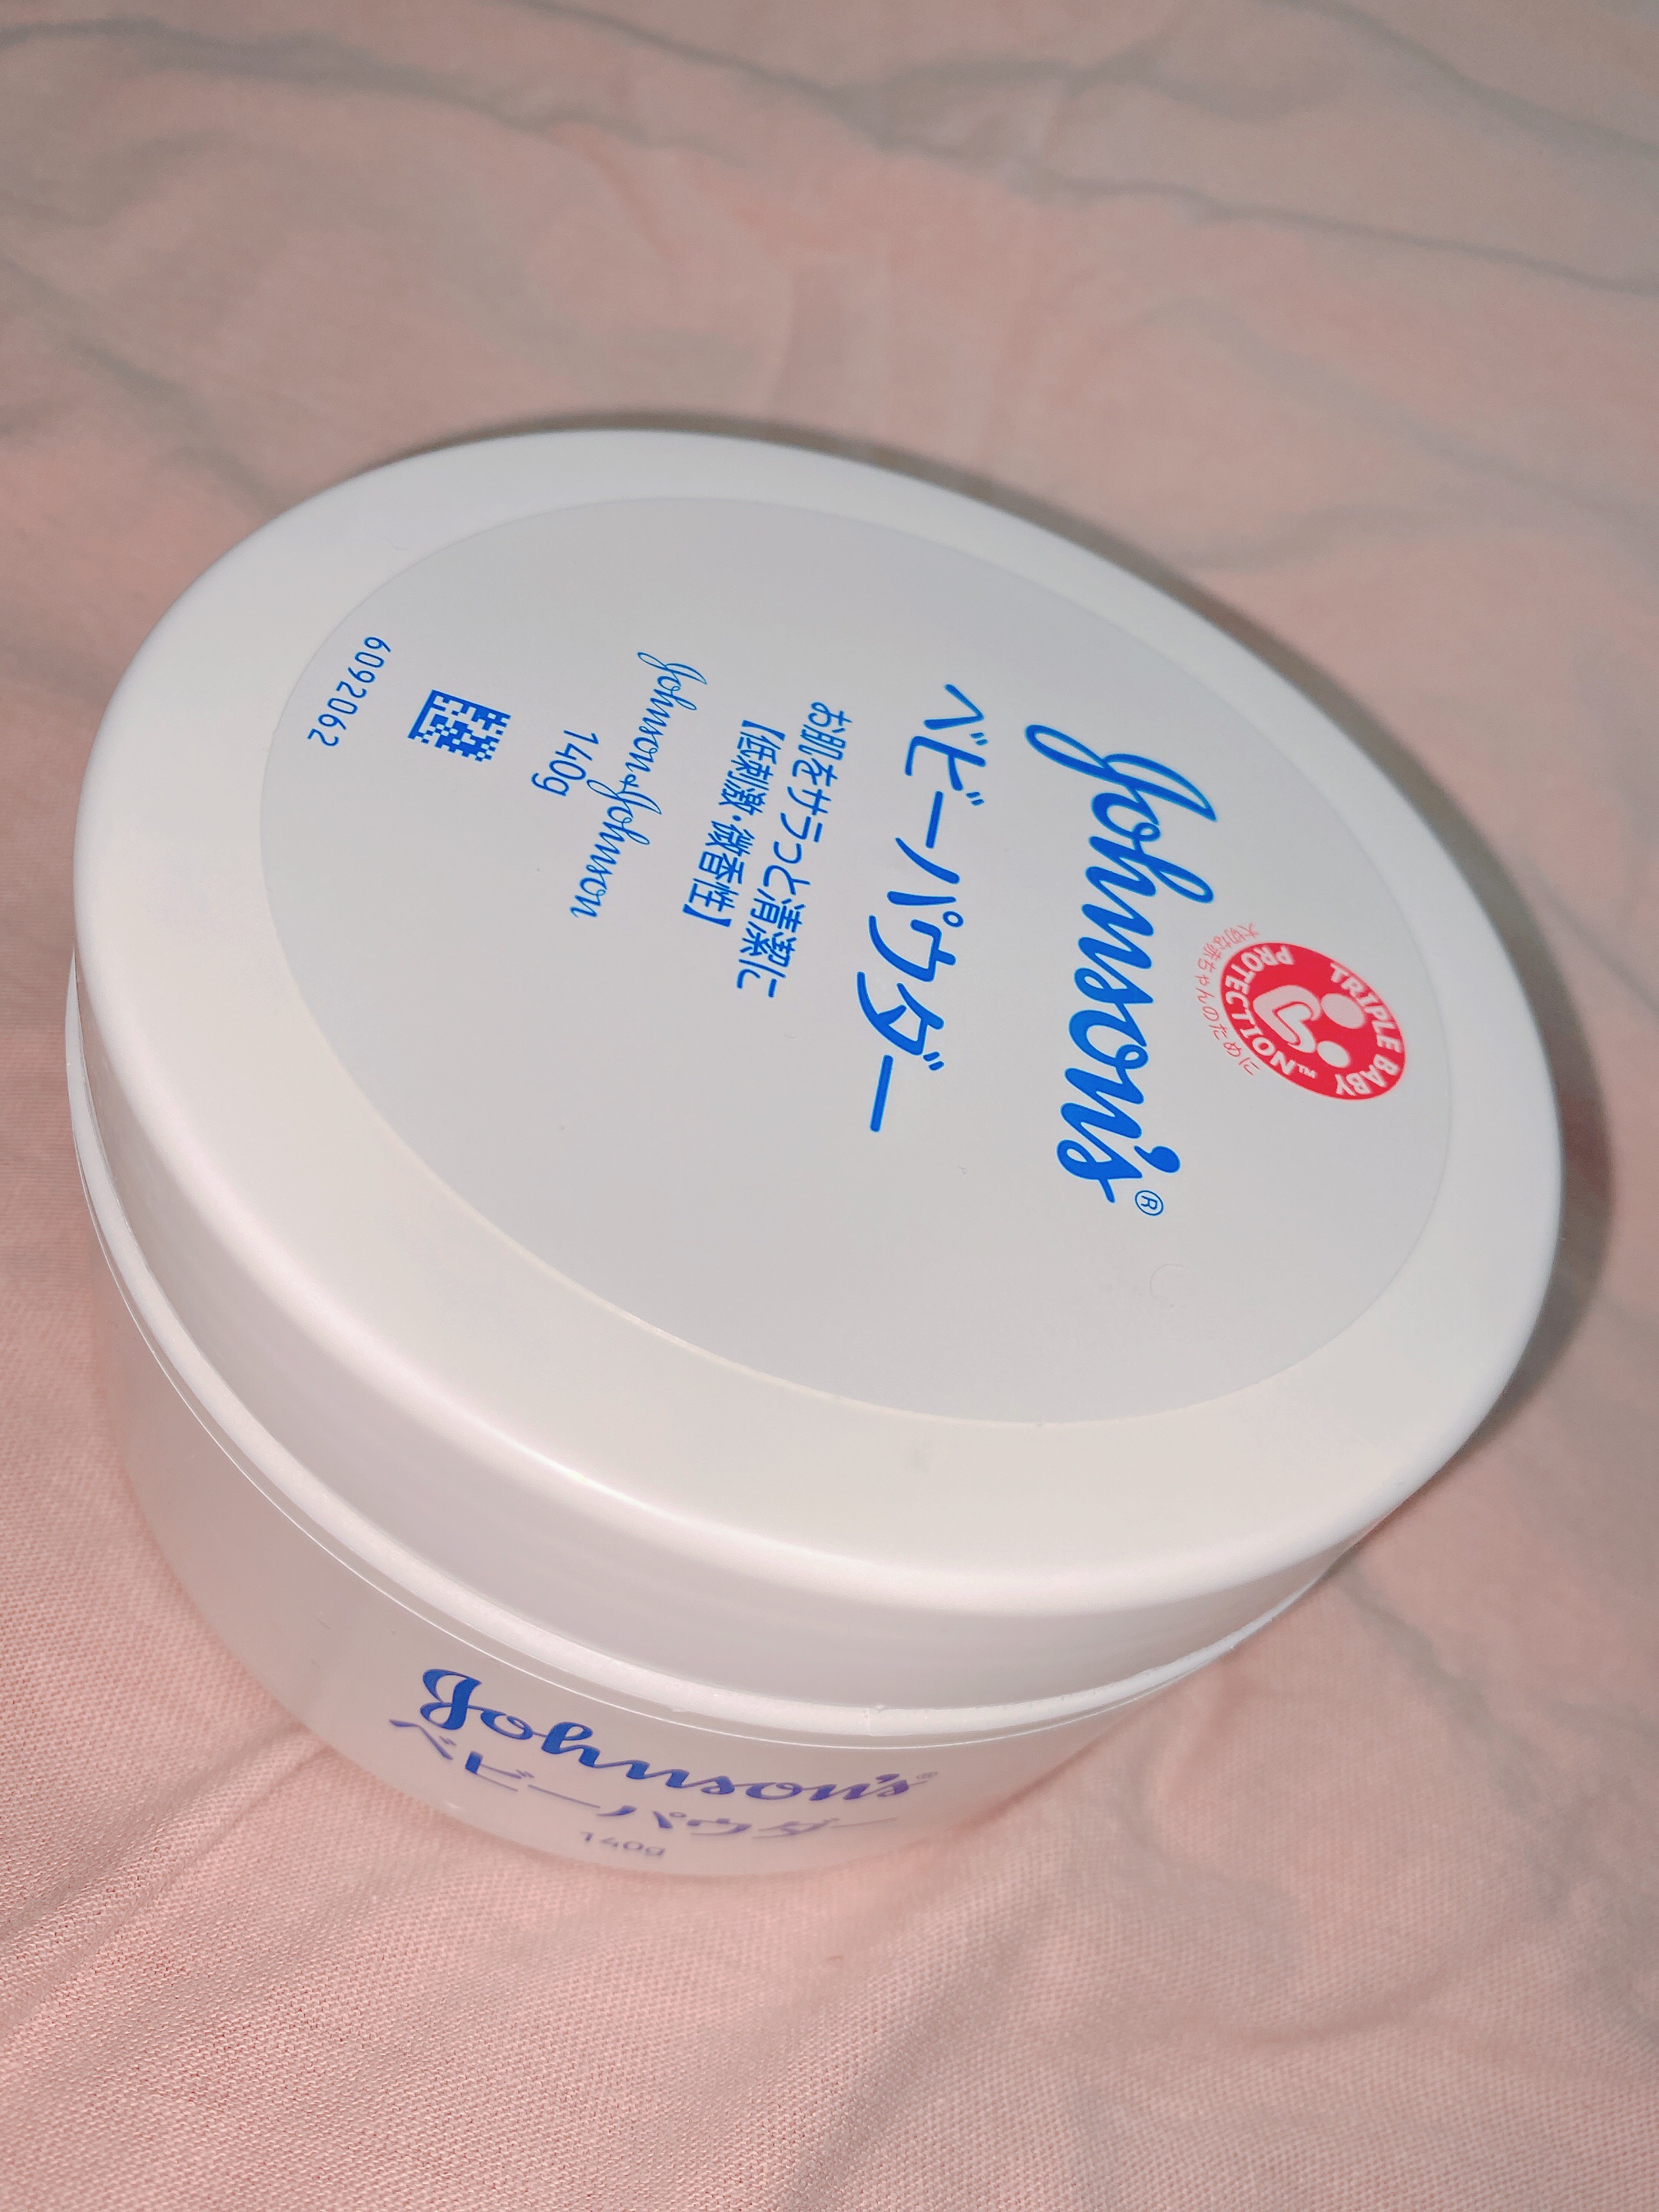 TRIPLE BABY
PROTECTION™
大切な赤ちゃんのために
Johnson's®
ベビーパウダー
お肌をサラっと清潔に
【低刺激・微香性】
Johnson&Johnson
140g
6092062
Johnson's®
ベビーパウダー
140g